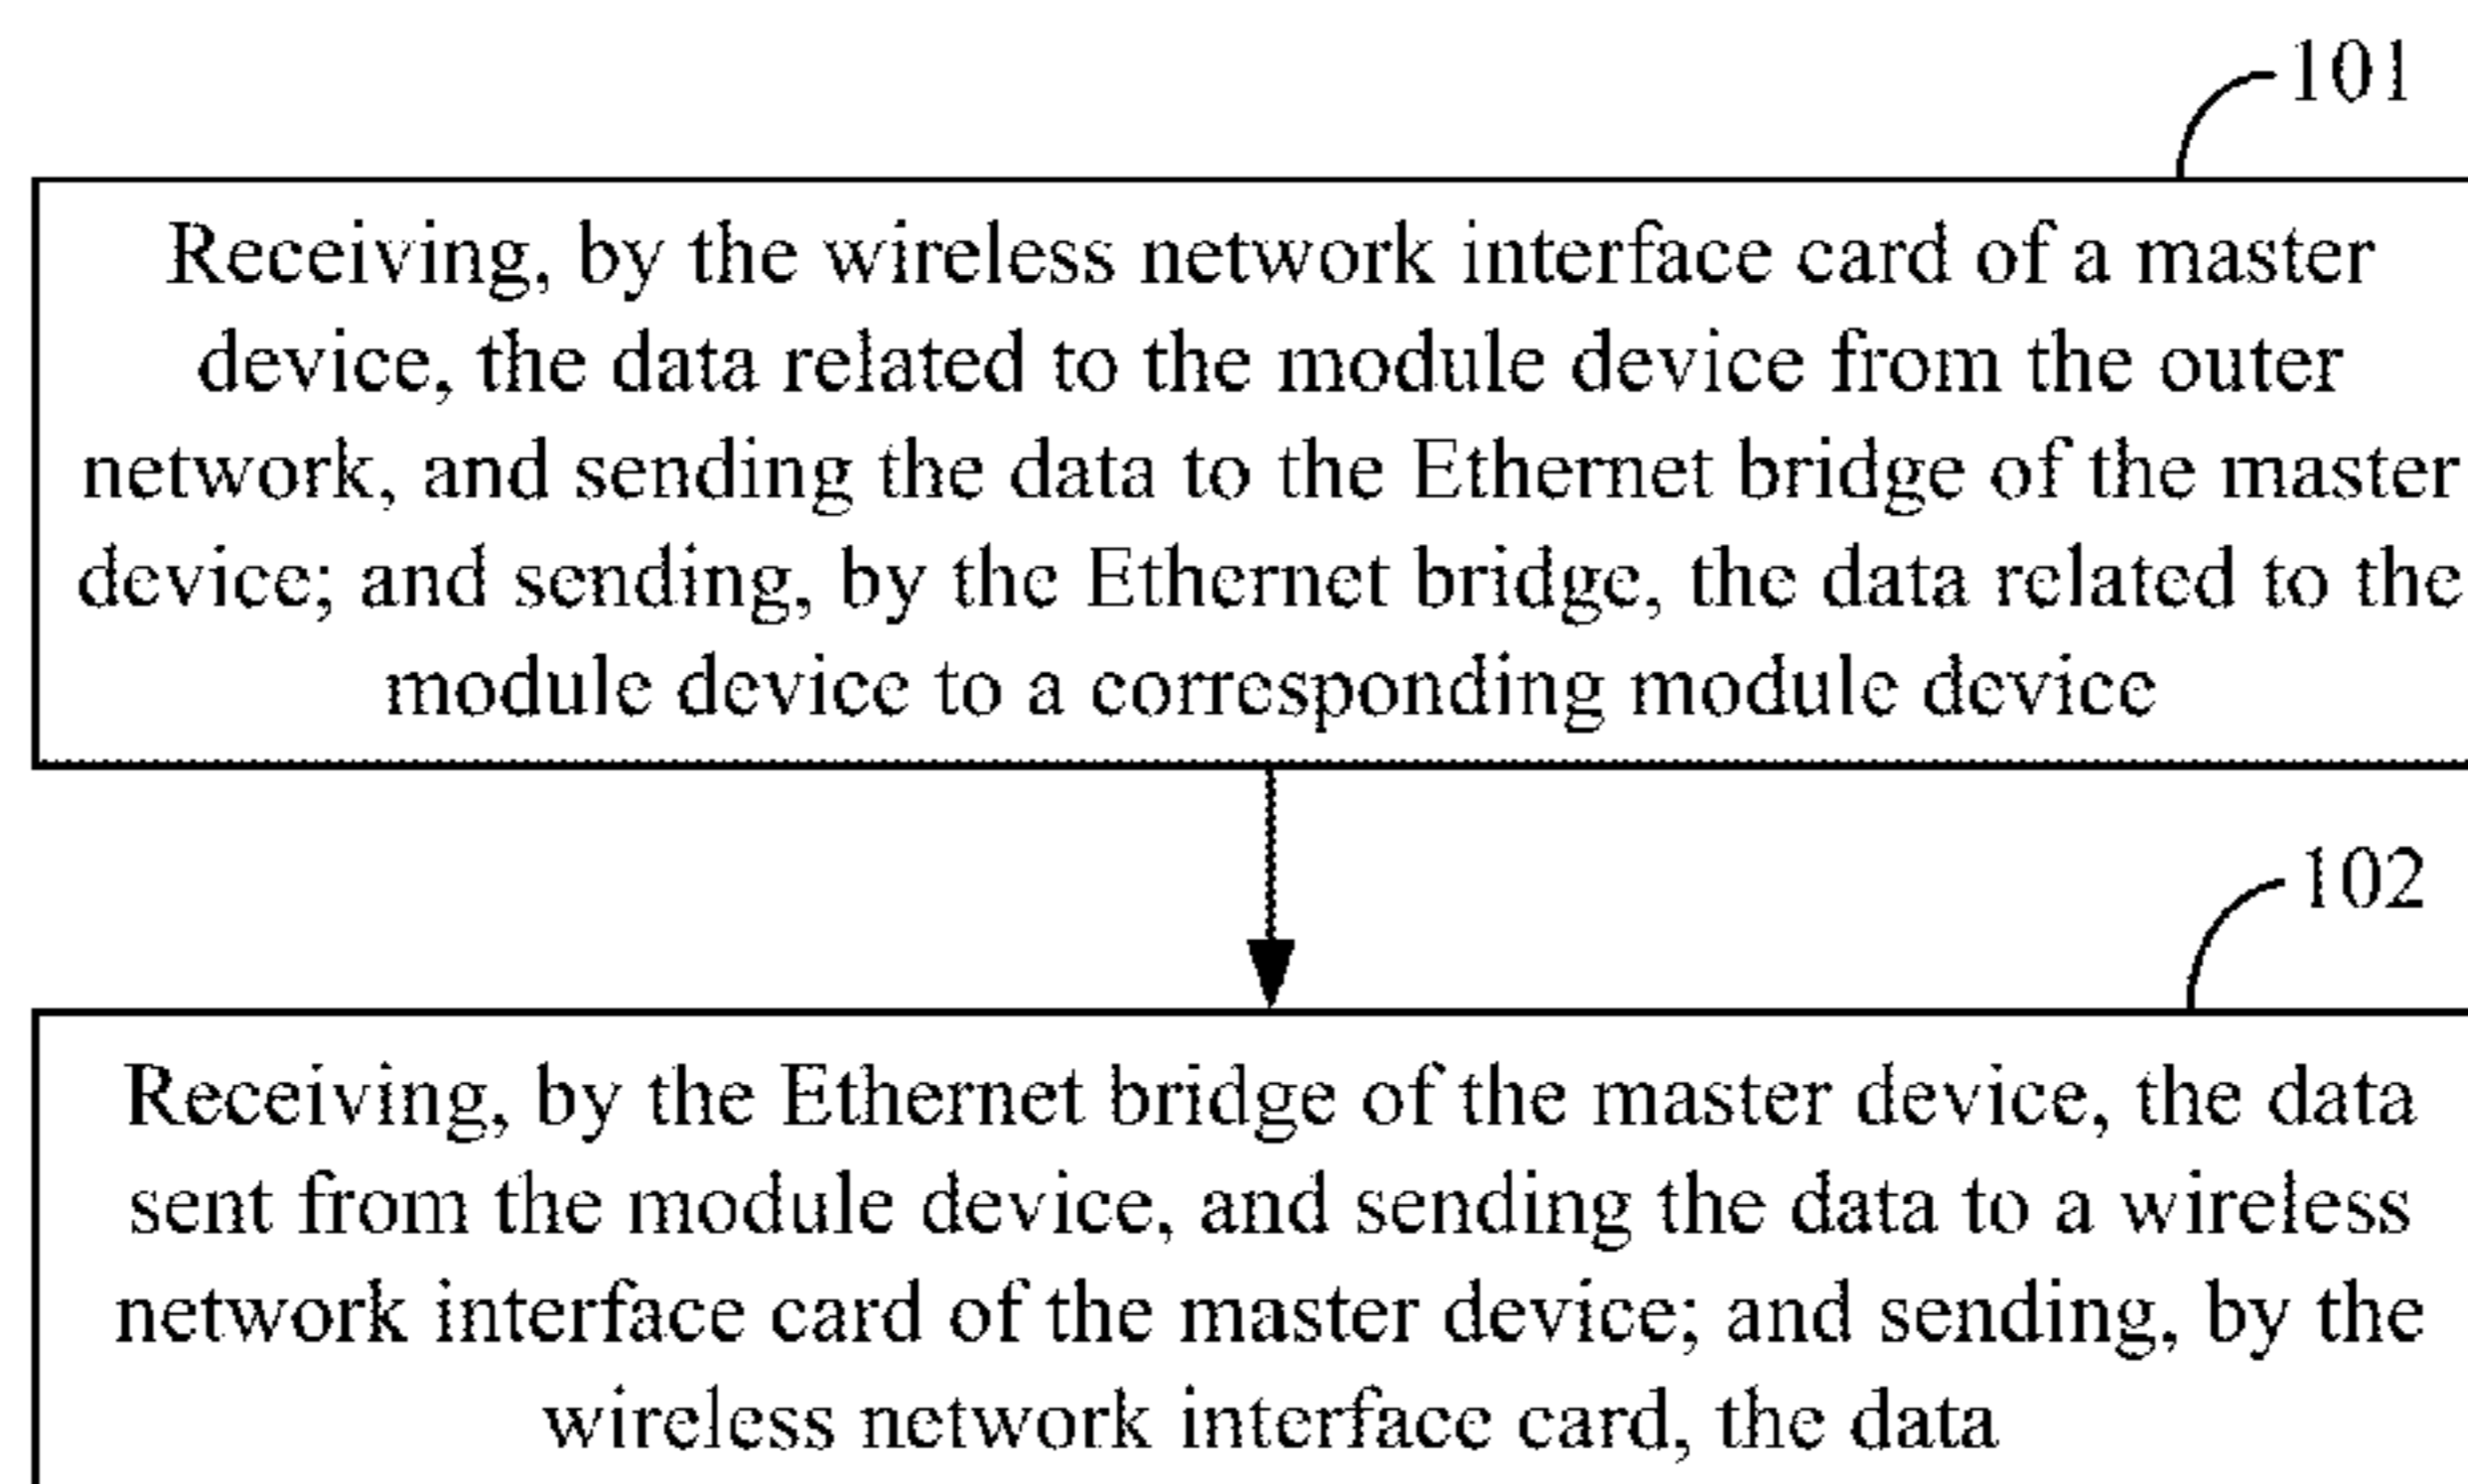 101
Receiving, by the wireless network interface card of a master
device, the data related to the module device from the outer
network, and sending the data to the Ethernet bridge of the master
device; and sending, by the Ethernet bridge, the data related to the
module device to a corresponding module device
102
Receiving, by the Ethernet bridge of the master device, the data
sent from the module device, and sending the data to a wireless
network interface card of the master device; and sending, by the
wireless network interface card, the data